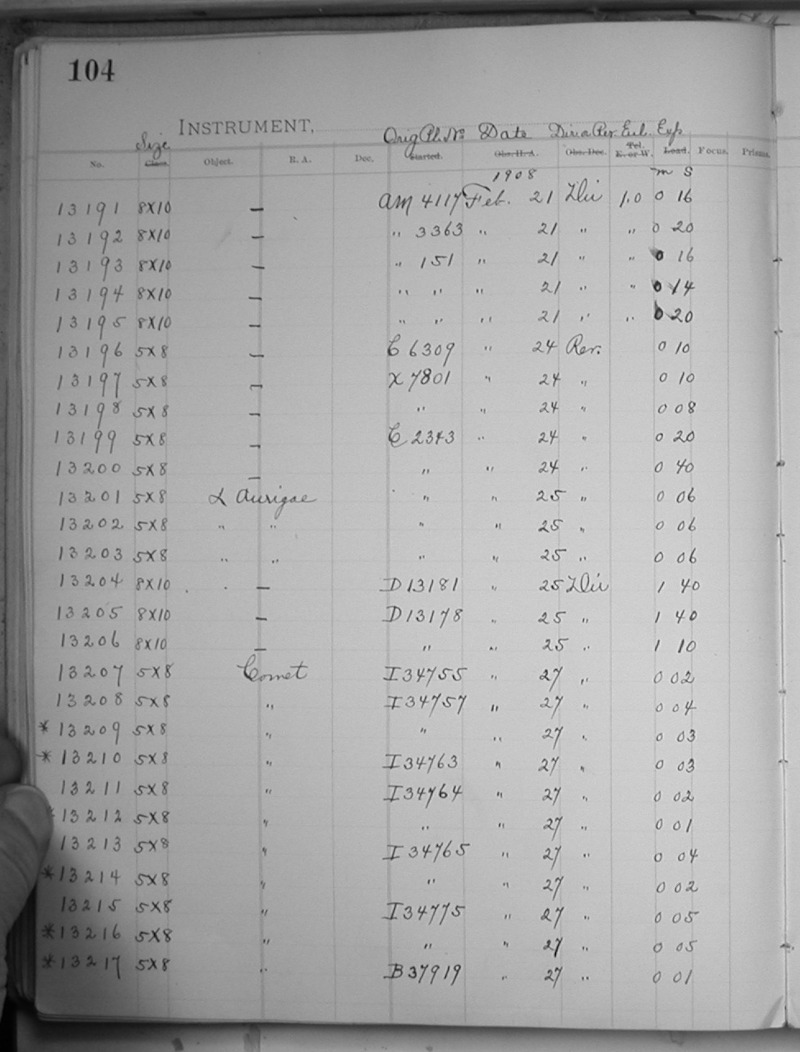 104
INSTRUMENT,
Size Orig Pl. No Date Dir or Rev. Enl. Exp
No. Class. Object. R. A. Dec. Started. Obs. H. A. Obs. Dec. Tel. E. or W. Lead. Focus. Prisms.
1908 m s
13191 8X10 — AM 4117 Feb. 21 Dir 1.0 0 16
13192 8X10 — " 3363 " 21 " " 0 20
13193 8X10 — " 151 " 21 " " 0 16
13194 8X10 — " " " 21 " " 0 14
13195 8X10 — " " " 21 " " 0 20
13196 5X8 — C 6309 " 24 Rev. 0 10
13197 5X8 — X 7801 " 24 " 0 10
13198 5X8 — " " 24 " 0 08
13199 5X8 — C 2343 " 24 " 0 20
13200 5X8 — " " 24 " 0 40
13201 5X8 α Aurigae " " 25 " 0 06
13202 5X8 " " " " 25 " 0 06
13203 5X8 " " " " 25 " 0 06
13204 8X10 — D 13181 " 25 Dir 1 40
13205 8X10 — D 13178 " 25 " 1 40
13206 8X10 — " " 25 " 1 10
13207 5X8 Comet I 34755 " 27 " 0 02
13208 5X8 " I 34757 " 27 " 0 04
* 13209 5X8 " " " 27 " 0 03
* 13210 5X8 " I 34763 " 27 " 0 03
13211 5X8 " I 34764 " 27 " 0 02
* 13212 5X8 " " " 27 " 0 01
13213 5X8 " I 34765 " 27 " 0 04
* 13214 5X8 " " " 27 " 0 02
13215 5X8 " I 34775 " 27 " 0 05
* 13216 5X8 " " " 27 " 0 05
* 13217 5X8 " B 37919 " 27 " 0 01